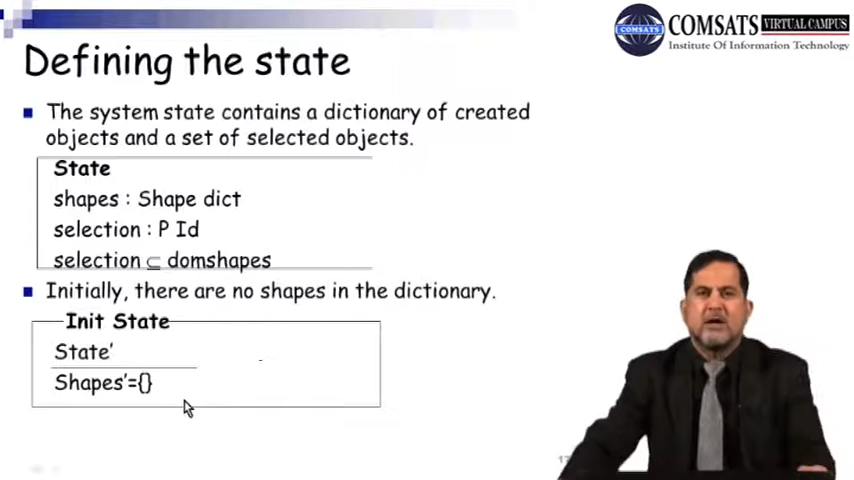 COMSATS VIRTUAL CAMPUS
Institute Of Information Technology
COMSATS
Defining the state
The system state contains a dictionary of created
objects and a set of selected objects.
State
shapes : Shape dict
selection : P Id
selection ⊆ domshapes
Initially, there are no shapes in the dictionary.
Init State
State’
Shapes’={}